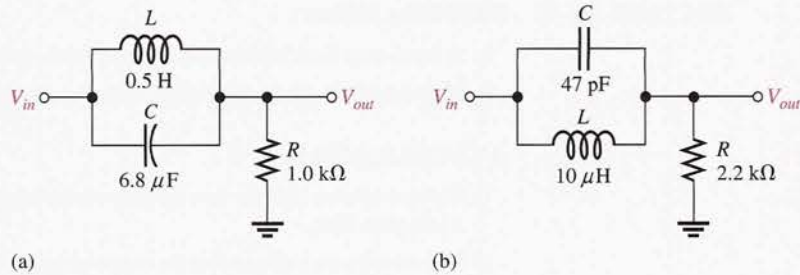 L
0.5 H
V_in
C
6.8 μF
V_out
R
1.0 kΩ
(a)
C
47 pF
V_in
L
10 μH
V_out
R
2.2 kΩ
(b)